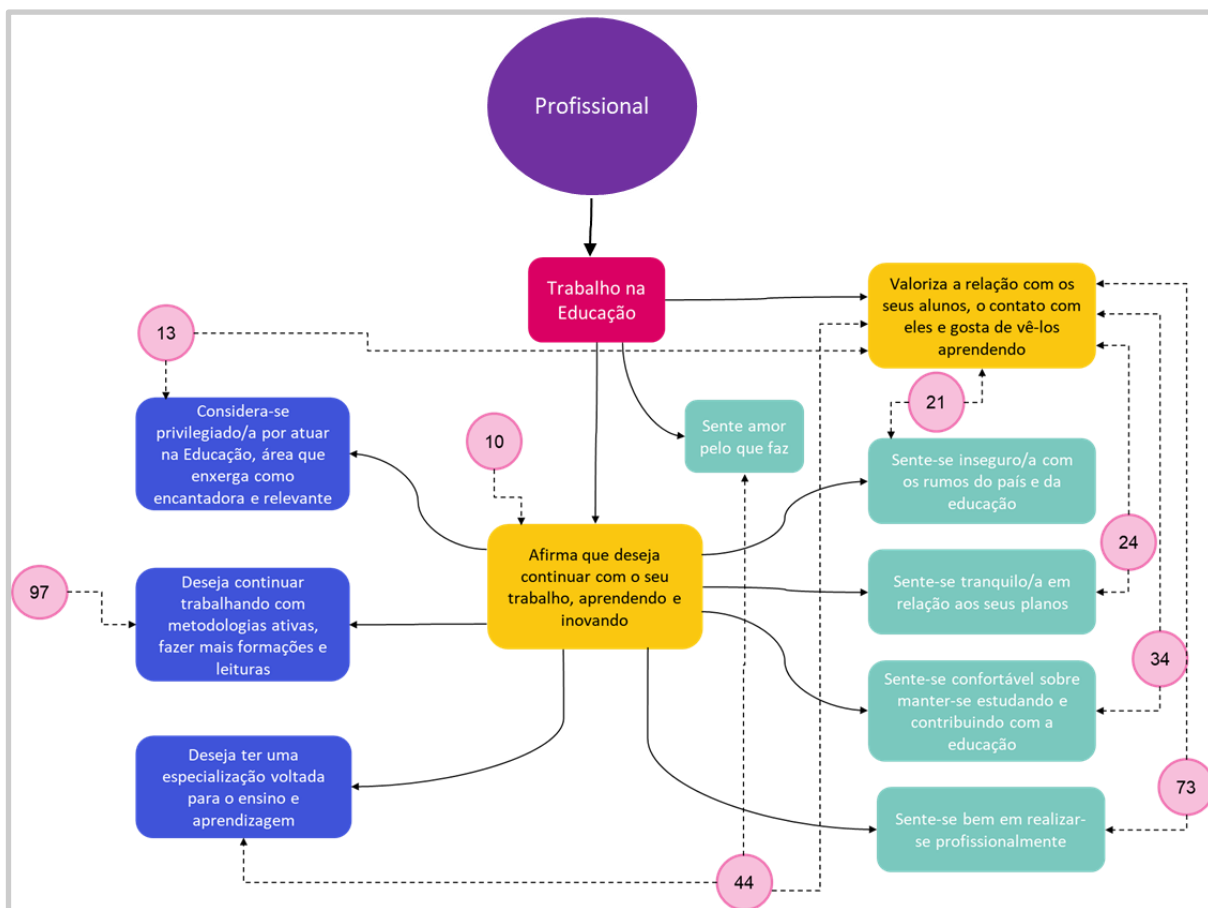 Profissional
Trabalho na
Educação
Valoriza a relação com os
seus alunos, o contato com
eles e gosta de vê-los
aprendendo
13
Considera-se
privilegiado/a por atuar
na Educação, área que
enxerga como
encantadora e relevante
10
Sente amor
pelo que faz
21
Sente-se inseguro/a com
os rumos do país e da
educação
24
97
Deseja continuar
trabalhando com
metodologias ativas,
fazer mais formações e
leituras
Afirma que deseja
continuar com o seu
trabalho, aprendendo e
inovando
Sente-se tranquilo/a em
relação aos seus planos
34
Sente-se confortável sobre
manter-se estudando e
contribuindo com a
educação
Deseja ter uma
especialização voltada
para o ensino e
aprendizagem
73
Sente-se bem em realizar-
se profissionalmente
44